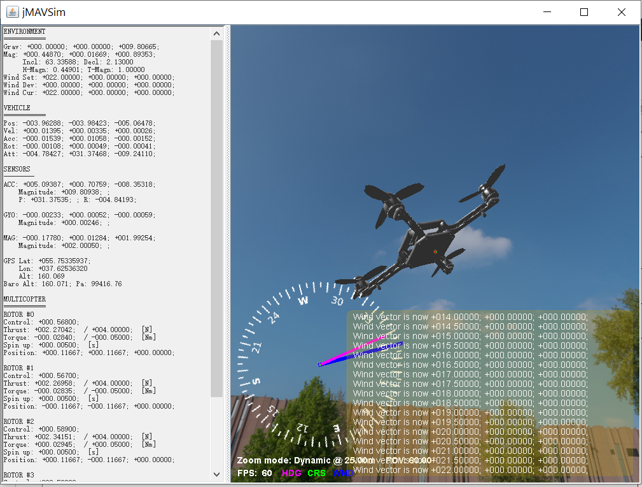 jMAVSim
ENVIRONMENT
Grav: +000.00000; +000.00000; +009.80665;
Mag: +000.44870; +000.01669; +000.89353;
Incl: 63.33588; Decl: 2.13000
H-Magn: 0.44901; T-Magn: 1.00000
Wind Set: +022.00000; +000.00000; +000.00000;
Wind Dev: +000.00000; +000.00000; +000.00000;
Wind Cur: +022.00000; +000.00000; +000.00000;
VEHICLE
Pos: -003.96288; -003.98423; -005.06478;
Vel: +000.01395; +000.00335; +000.00026;
Acc: -000.01539; +000.01058; -000.00152;
Rot: -000.00108; +000.00049; -000.00041;
Att: -004.78427; +031.37468; -009.24110;
SENSORS
ACC: +005.09387; +000.70759; -008.35318;
Magnitude: +009.80938; ;
P: +031.37535; ; R: -004.84193;
GYO: -000.00233; +000.00052; -000.00059;
Magnitude: +000.00246; ;
MAG: -000.17780; +000.01284; +001.99254;
Magnitude: +002.00050; ;
GPS Lat: +055.75335937;
Lon: +037.62536320
Alt: 160.069
Baro Alt: 160.071; Pa: 99416.76
MULTICOPTER
ROTOR #0
Control: +000.56800;
Thrust: +002.27042; / +004.00000; [N]
Torque: -000.02840; / -000.05000; [Nm]
Spin up: +000.00500; [s]
Position: +000.11667; +000.11667; +000.00000;
ROTOR #1
Control: +000.56700;
Thrust: +002.26958; / +004.00000; [N]
Torque: -000.02835; / -000.05000; [Nm]
Spin up: +000.00500; [s]
Position: -000.11667; -000.11667; +000.00000;
ROTOR #2
Control: +000.58900;
Thrust: +002.34151; / +004.00000; [N]
Torque: +000.02945; / +000.05000; [Nm]
Spin up: +000.00500; [s]
Position: +000.11667; -000.11667; +000.00000;
ROTOR #3
W
30
24
21
S
12
E
Wind vector is now +014.00000; +000.00000; +000.00000;
Wind vector is now +014.50000; +000.00000; +000.00000;
Wind vector is now +015.00000; +000.00000; +000.00000;
Wind vector is now +015.50000; +000.00000; +000.00000;
Wind vector is now +016.00000; +000.00000; +000.00000;
Wind vector is now +016.50000; +000.00000; +000.00000;
Wind vector is now +017.00000; +000.00000; +000.00000;
Wind vector is now +017.50000; +000.00000; +000.00000;
Wind vector is now +018.00000; +000.00000; +000.00000;
Wind vector is now +018.50000; +000.00000; +000.00000;
Wind vector is now +019.00000; +000.00000; +000.00000;
Wind vector is now +019.50000; +000.00000; +000.00000;
Wind vector is now +020.00000; +000.00000; +000.00000;
Wind vector is now +020.50000; +000.00000; +000.00000;
Wind vector is now +021.00000; +000.00000; +000.00000;
Wind vector is now +021.50000; +000.00000; +000.00000;
Wind vector is now +022.00000; +000.00000; +000.00000;
Zoom mode: Dynamic @ 25.00m FOV: 60.00
FPS: 60 HDG CRS WND